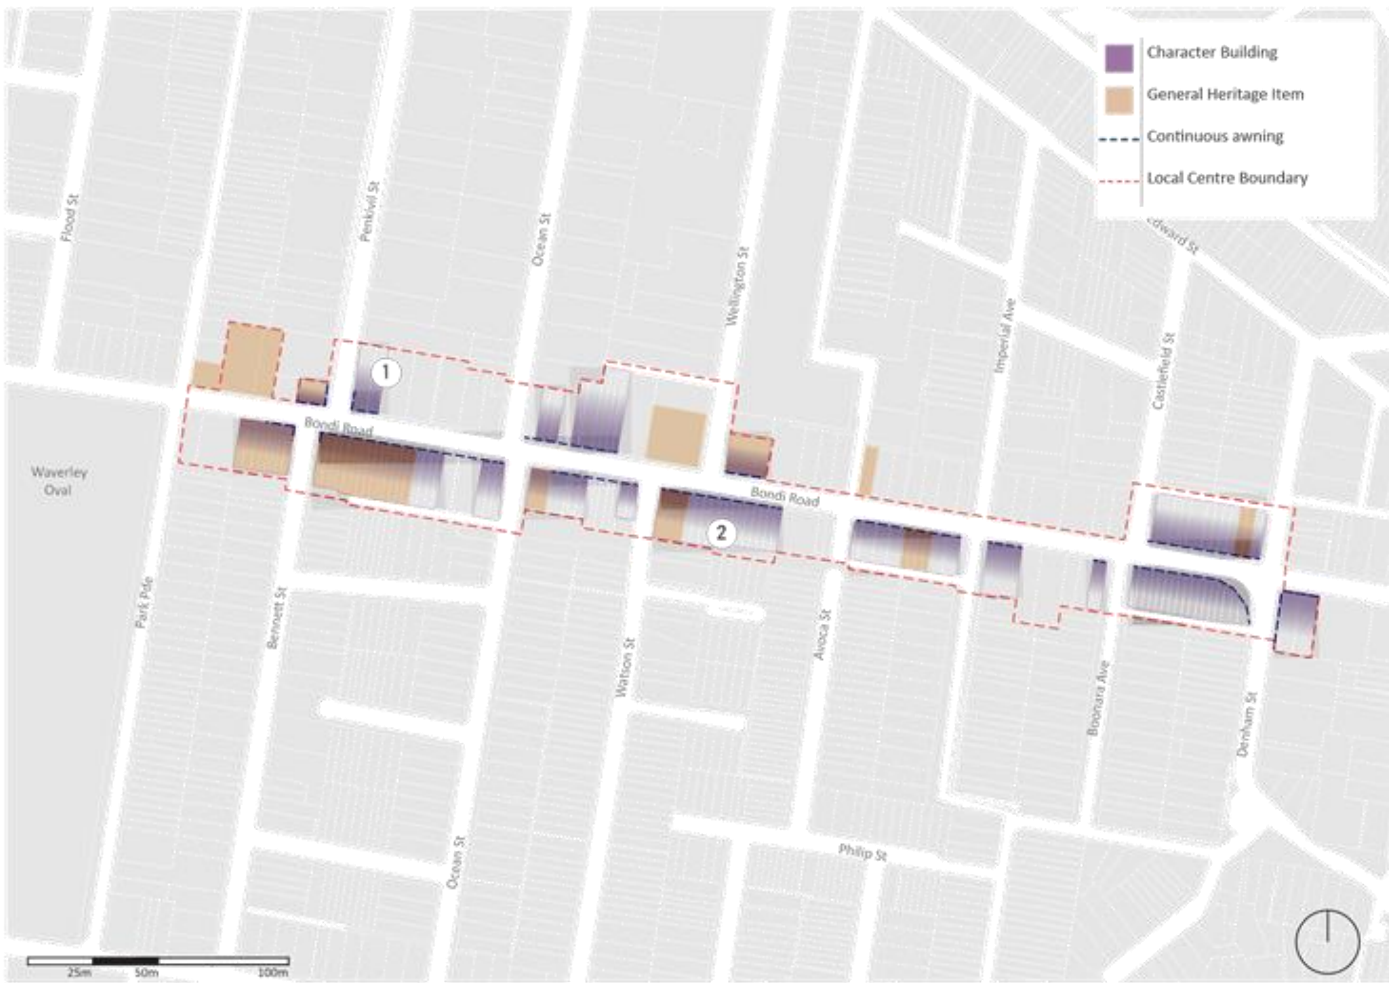 Character Building
General Heritage Item
Continuous awning
Local Centre Boundary
Edward St
Flood St
Penkivil St
Ocean St
Wellington St
Imperial Ave
Castlefield St
1
Bondi Road
Waverley
Oval
Bondi Road
2
Park Pde
Bennett St
Watson St
Avoca St
Boonara Ave
Denham St
Ocean St
Philip St
25m 50m 100m